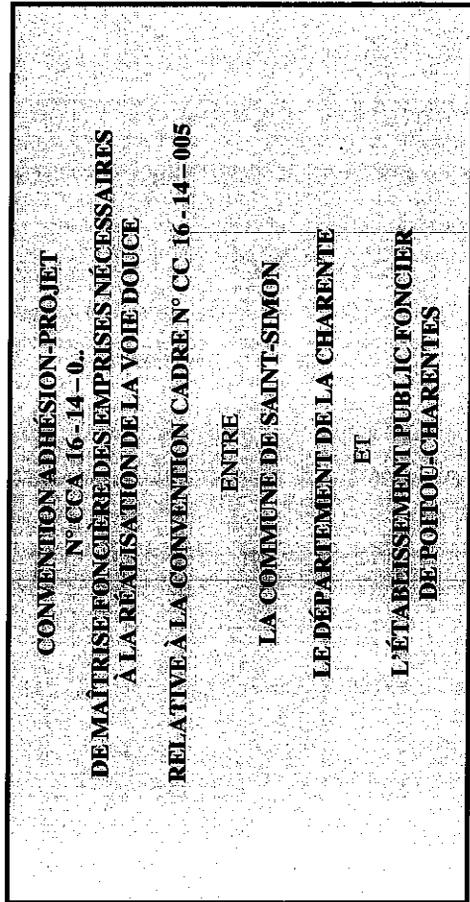 CONVENTION ADHÉSION-PROJET
N° CCA 16-14-0..
DE MAÎTRISE FONCIERE DES EMPRISES NÉCESSAIRES
À LA RÉALISATION DE LA VOIE DOUCE
RELATIVE À LA CONVENTION CADRE N° CC 16-14-005
ENTRE
LA COMMUNE DE SAINT-SIMON
LE DÉPARTEMENT DE LA CHARENTE
ET
L'ÉTABLISSEMENT PUBLIC FONCIER
DE POITOU-CHARENTES